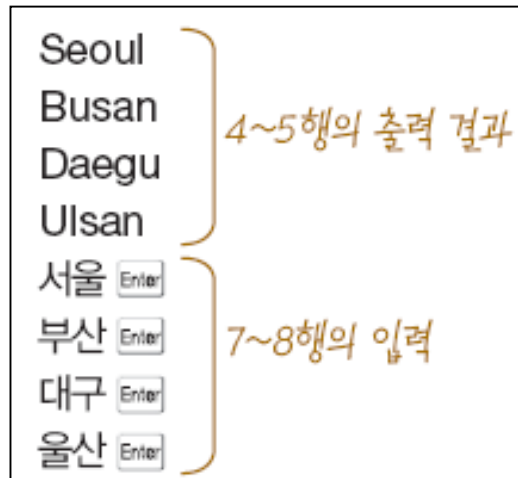 Seoul
Busan
Daegu
Ulsan
4~5행의 출력 결과
서울 Enter
부산 Enter
대구 Enter
울산 Enter
7~8행의 입력